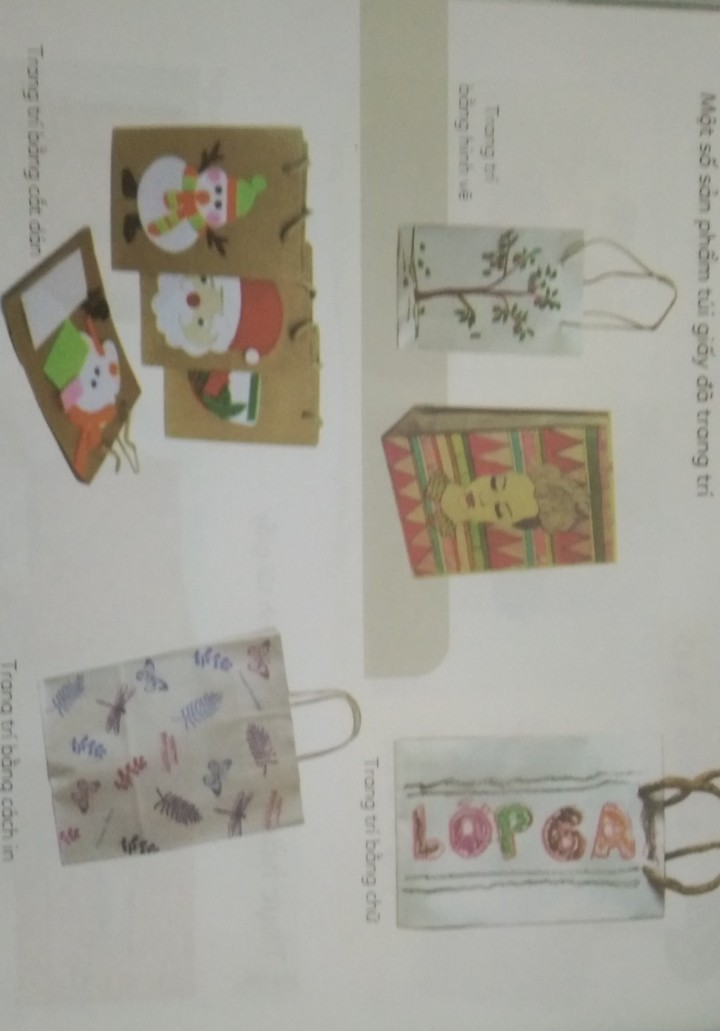 Một số sản phẩm túi giấy đã trang trí
Trang trí
bằng hình vẽ
LỚP 6A
Trang trí bằng chữ
Trang trí bằng cắt dán
Trang trí bằng cách in